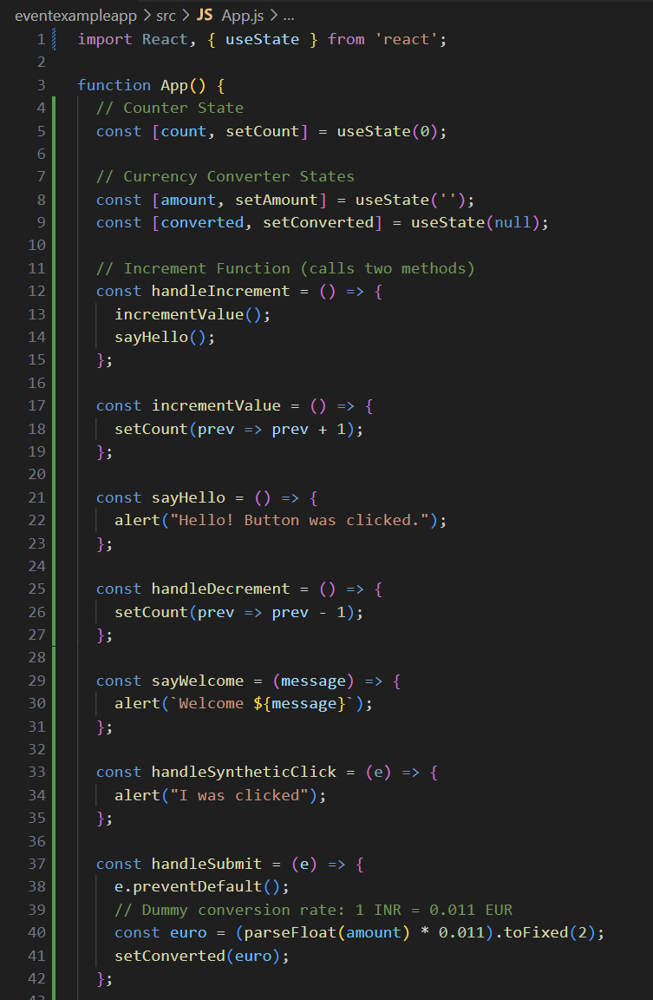 eventexampleapp > src > JS App.js > ...
1 import React, { useState } from 'react';
2
3 function App() {
4 // Counter State
5 const [count, setCount] = useState(0);
6
7 // Currency Converter States
8 const [amount, setAmount] = useState('');
9 const [converted, setConverted] = useState(null);
10
11 // Increment Function (calls two methods)
12 const handleIncrement = () => {
13 incrementValue();
14 sayHello();
15 };
16
17 const incrementValue = () => {
18 setCount(prev => prev + 1);
19 };
20
21 const sayHello = () => {
22 alert("Hello! Button was clicked.");
23 };
24
25 const handleDecrement = () => {
26 setCount(prev => prev - 1);
27 };
28
29 const sayWelcome = (message) => {
30 alert(`Welcome ${message}`);
31 };
32
33 const handleSyntheticClick = (e) => {
34 alert("I was clicked");
35 };
36
37 const handleSubmit = (e) => {
38 e.preventDefault();
39 // Dummy conversion rate: 1 INR = 0.011 EUR
40 const euro = (parseFloat(amount) * 0.011).toFixed(2);
41 setConverted(euro);
42 };